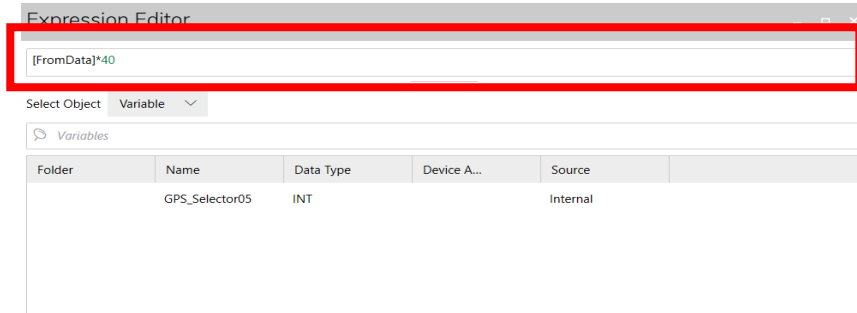 Expression Editor
[FromData]*40
Select Object Variable
Variables
Folder Name Data Type Device A... Source
GPS_Selector05 INT Internal